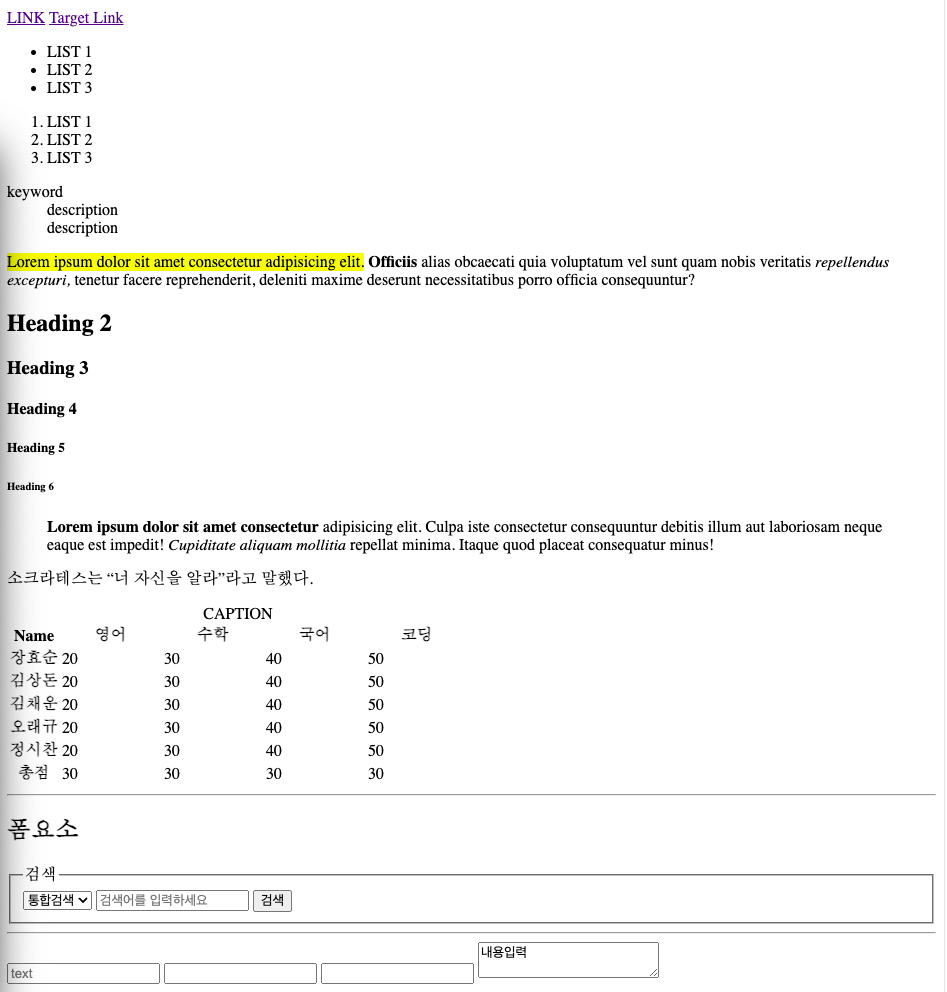 LINK Target Link
• LIST 1
• LIST 2
• LIST 3
1. LIST 1
2. LIST 2
3. LIST 3
keyword
description
description
Lorem ipsum dolor sit amet consectetur adipisicing elit. Officiis alias obcaecati quia voluptatum vel sunt quam nobis veritatis repellendus
excepturi, tenetur facere reprehenderit, deleniti maxime deserunt necessitatibus porro officia consequuntur?
Heading 2
Heading 3
Heading 4
Heading 5
Heading 6
Lorem ipsum dolor sit amet consectetur adipisicing elit. Culpa iste consectetur consequuntur debitis illum aut laboriosam neque
eaque est impedit! Cupiditate aliquam mollitia repellat minima. Itaque quod placeat consequatur minus!
소크라테스는 “너 자신을 알라”라고 말했다.
CAPTION
Name 영어 수학 국어 코딩
장효순 20 30 40 50
김상돈 20 30 40 50
김채운 20 30 40 50
오래규 20 30 40 50
정시찬 20 30 40 50
총점 30 30 30 30
폼요소
검색
통합검색 검색어를 입력하세요 검색
text 내용입력